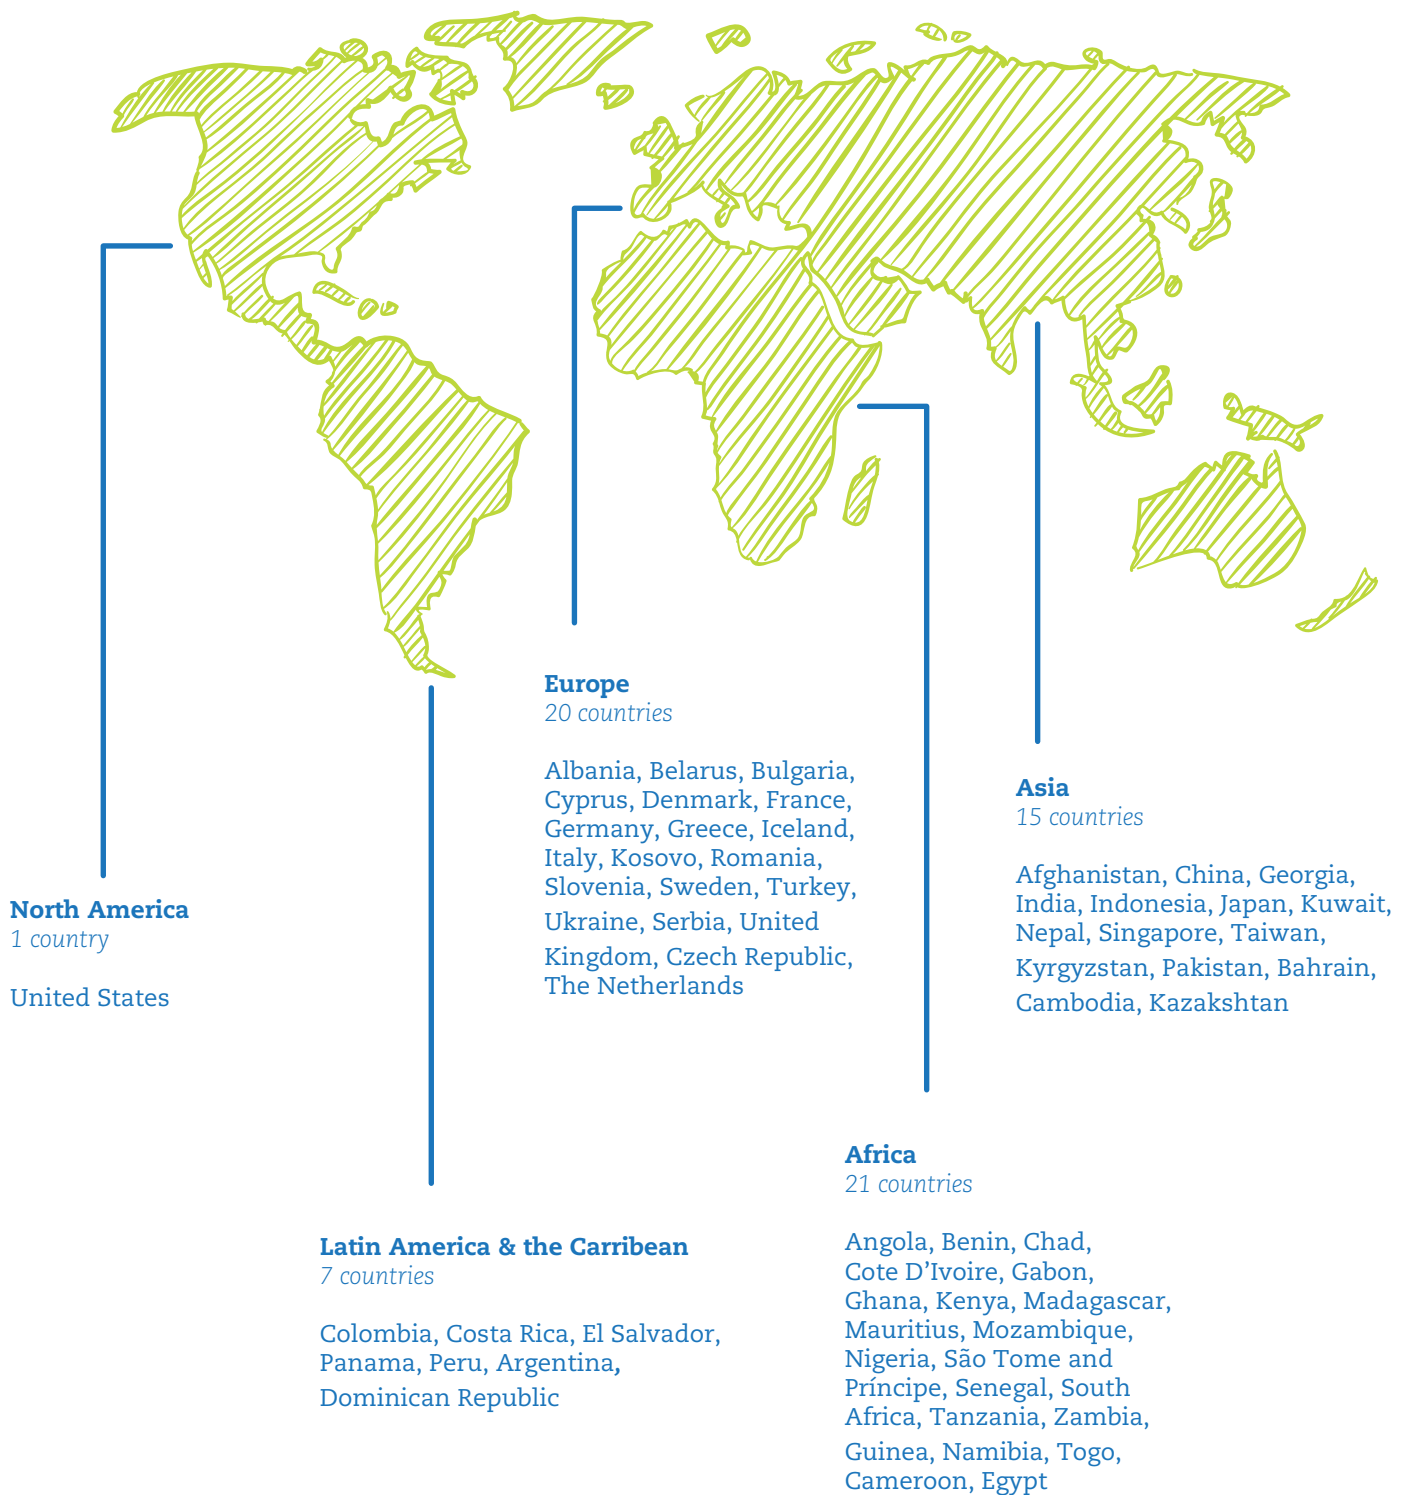 Europe
20 countries
Albania, Belarus, Bulgaria,
Cyprus, Denmark, France,
Germany, Greece, Iceland,
Italy, Kosovo, Romania,
Slovenia, Sweden, Turkey,
Ukraine, Serbia, United
Kingdom, Czech Republic,
The Netherlands
Asia
15 countries
Afghanistan, China, Georgia,
India, Indonesia, Japan, Kuwait,
Nepal, Singapore, Taiwan,
Kyrgyzstan, Pakistan, Bahrain,
Cambodia, Kazakshtan
North America
1 country
United States
Africa
21 countries
Angola, Benin, Chad,
Cote D’Ivoire, Gabon,
Ghana, Kenya, Madagascar,
Mauritius, Mozambique,
Nigeria, São Tome and
Príncipe, Senegal, South
Africa, Tanzania, Zambia,
Guinea, Namibia, Togo,
Cameroon, Egypt
Latin America & the Carribean
7 countries
Colombia, Costa Rica, El Salvador,
Panama, Peru, Argentina,
Dominican Republic